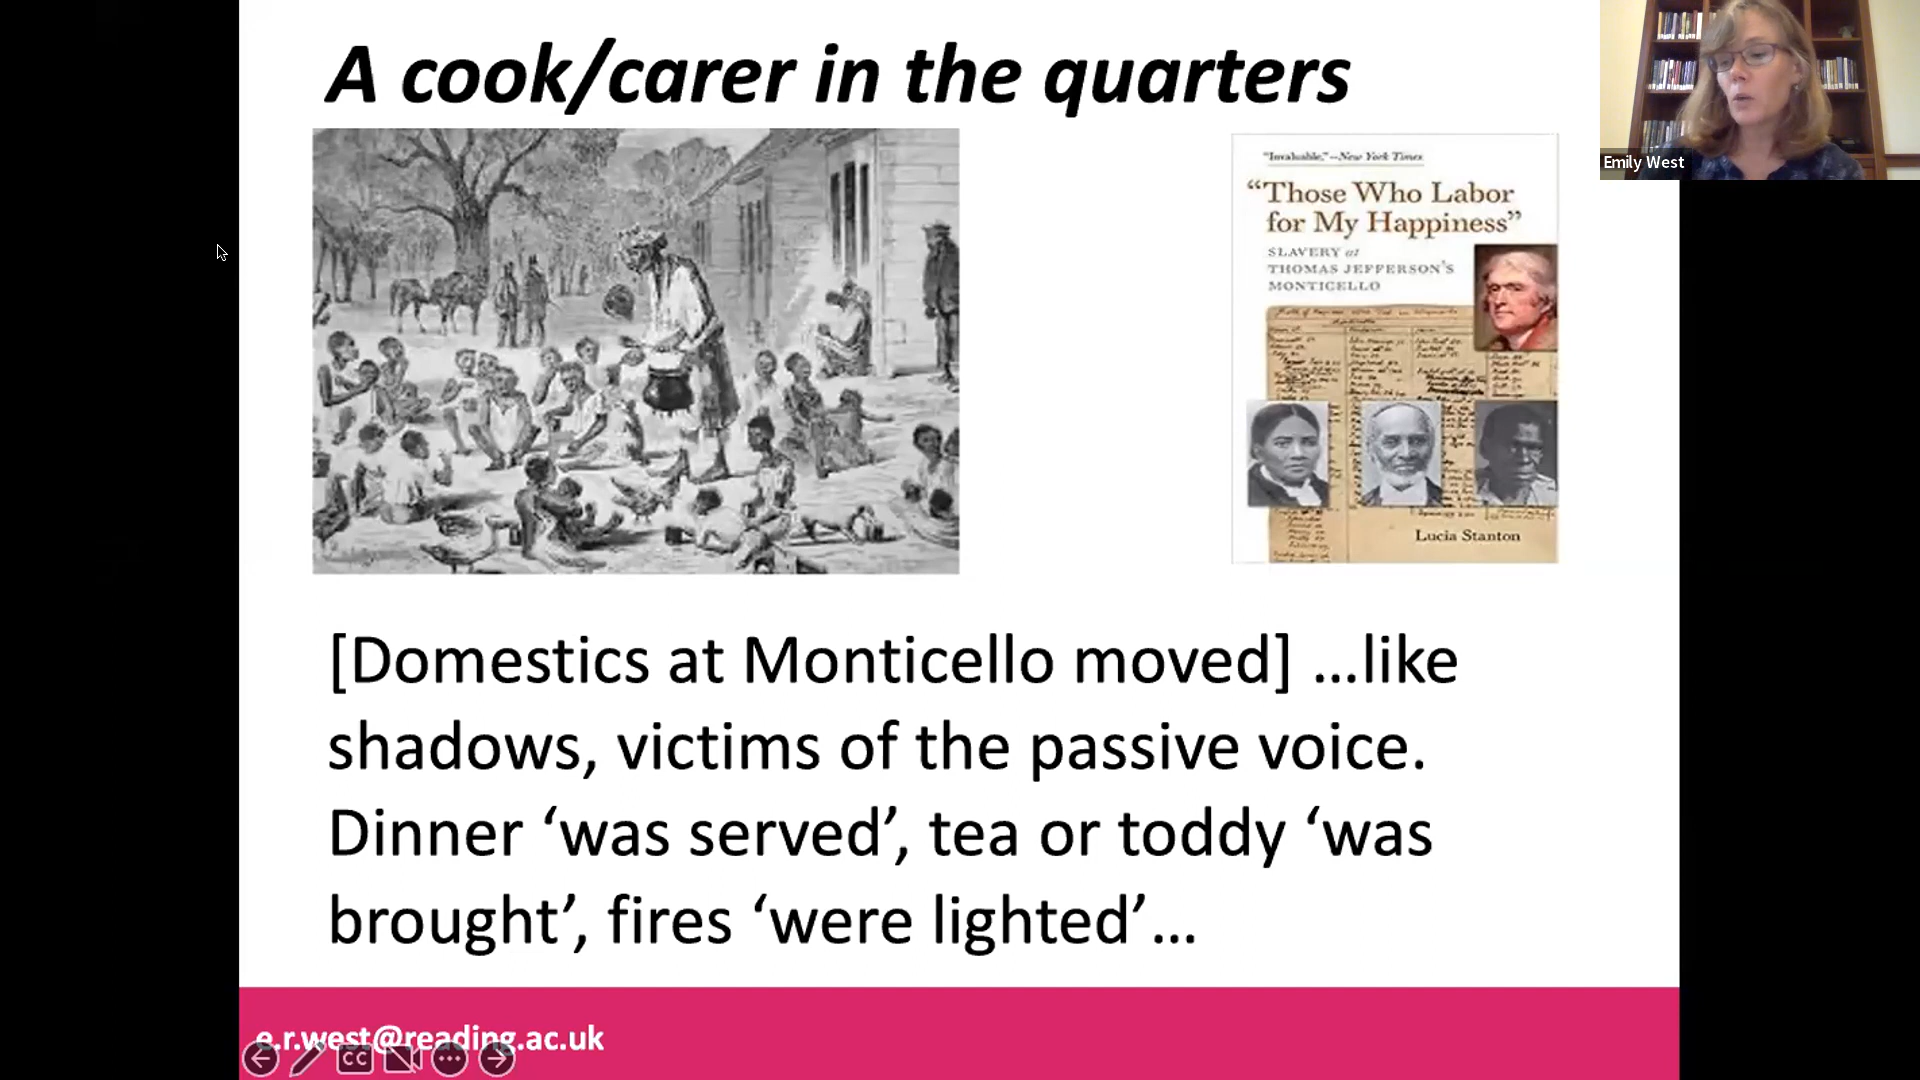 A cook/carer in the quarters
Emily West
"Invaluable."—New York Times
“Those Who Labor
for My Happiness”
SLAVERY at
THOMAS JEFFERSON'S
MONTICELLO
Lucia Stanton
[Domestics at Monticello moved] ...like
shadows, victims of the passive voice.
Dinner ‘was served’, tea or toddy ‘was
brought’, fires ‘were lighted’...
e.r.west@reading.ac.uk
CC